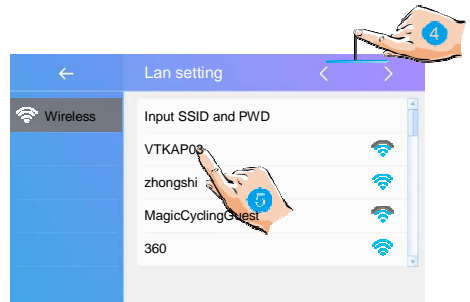 4
Lan setting
Wireless
Input SSID and PWD
VTKAP03
zhongshi
5
MagicCyclingGuest
360